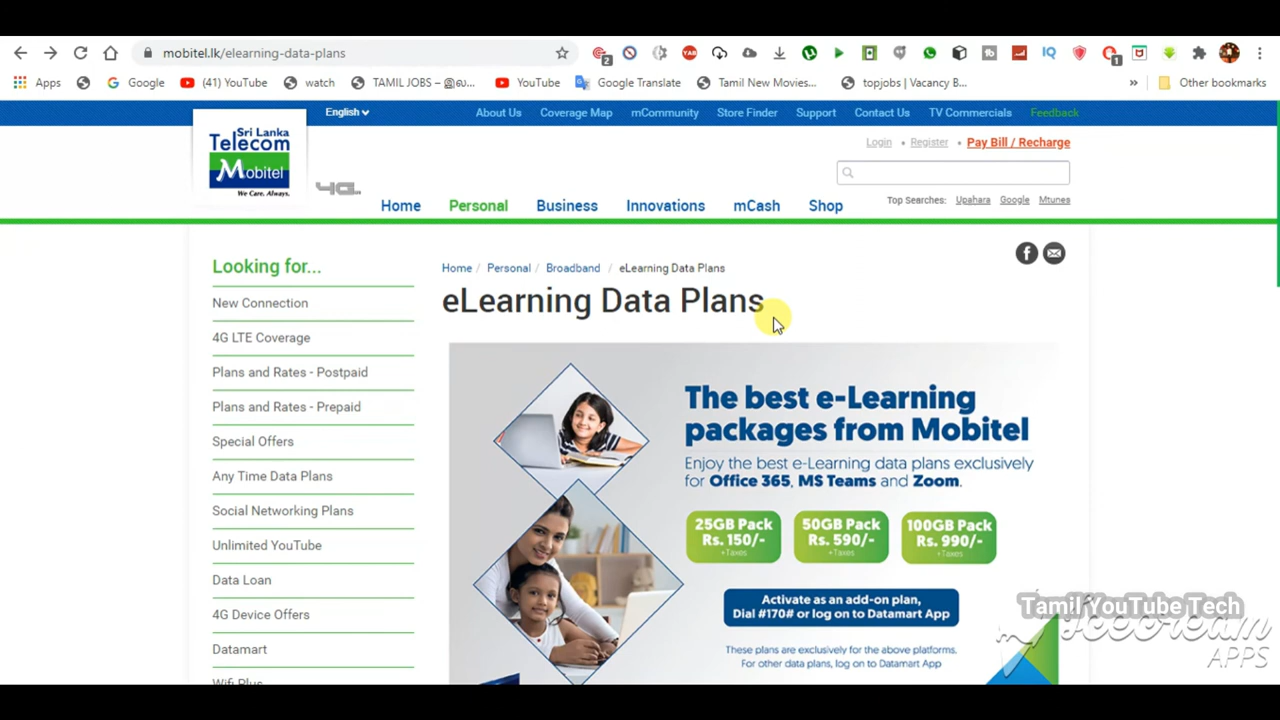 mobitel.lk/elearning-data-plans
2
1
Apps
Google
(41) YouTube
watch
YouTube
Google Translate
Tamil New Movies...
topjobs | Vacancy B...
»
Other bookmarks
English
About Us
Coverage Map
mCommunity
Store Finder
Support
Contact Us
TV Commercials
Feedback
Sri Lanka
Telecom
Mobitel
We Care. Always.
4G
Login • Register • Pay Bill / Recharge
Home
Personal
Business
Innovations
mCash
Shop
Top Searches: Upahara Google Mtunes
Looking for...
New Connection
4G LTE Coverage
Plans and Rates - Postpaid
Plans and Rates - Prepaid
Special Offers
Any Time Data Plans
Social Networking Plans
Unlimited YouTube
Data Loan
4G Device Offers
Datamart
Wifi Plus
Home / Personal / Broadband / eLearning Data Plans
eLearning Data Plans
The best e-Learning
packages from Mobitel
Enjoy the best e-Learning data plans exclusively
for Office 365, MS Teams and Zoom.
25GB Pack
Rs. 150/-
+Taxes
50GB Pack
Rs. 590/-
+Taxes
100GB Pack
Rs. 990/-
+Taxes
Activate as an add-on plan,
Dial #170# or log on to Datamart App
These plans are exclusively for the above platforms.
For other data plans, log on to Datamart App
Tamil YouTube Tech
Icecream
APPS